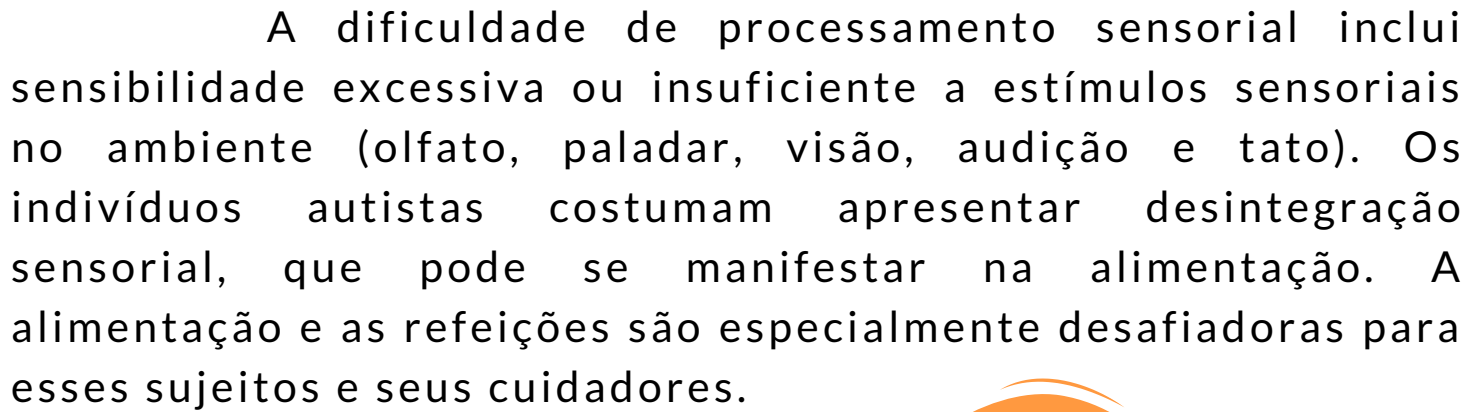 A dificuldade de processamento sensorial inclui
sensibilidade excessiva ou insuficiente a estímulos sensoriais
no ambiente (olfato, paladar, visão, audição e tato). Os
indivíduos autistas costumam apresentar desintegração
sensorial, que pode se manifestar na alimentação. A
alimentação e as refeições são especialmente desafiadoras para
esses sujeitos e seus cuidadores.